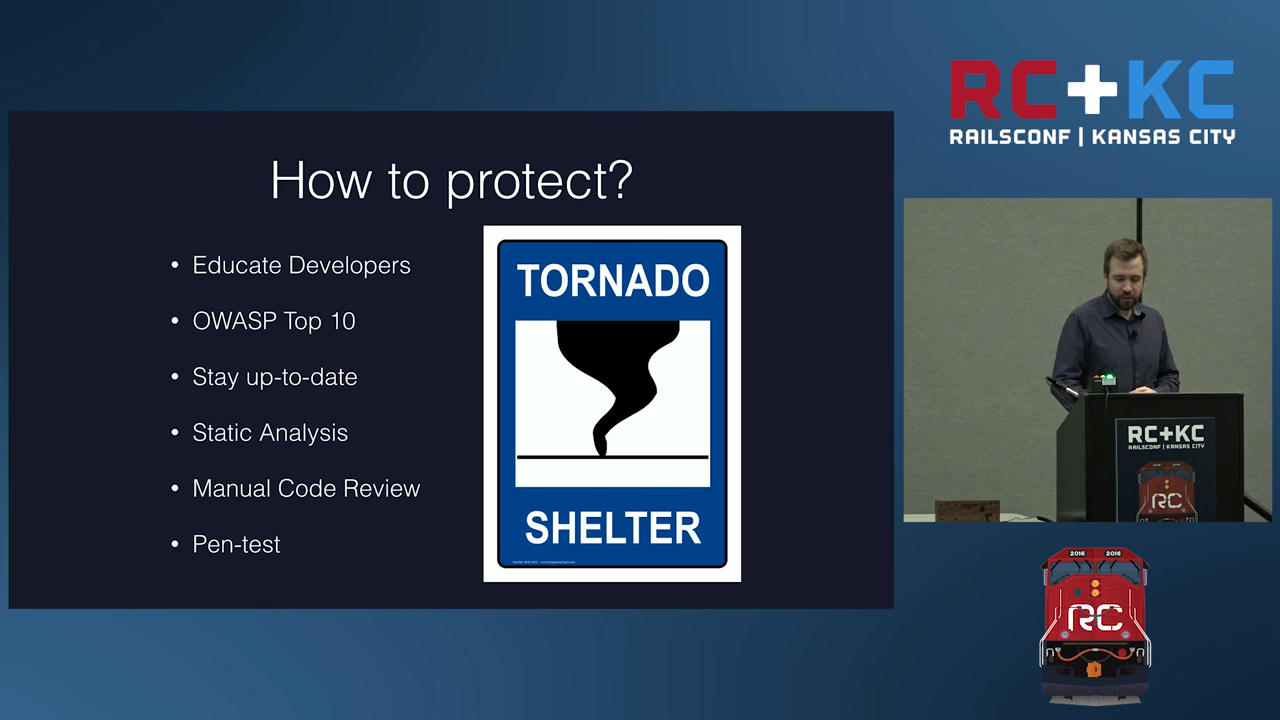 How to protect?
• Educate Developers
• OWASP Top 10
• Stay up-to-date
• Static Analysis
• Manual Code Review
• Pen-test
TORNADO
SHELTER
RC+KC
RAILSCONF | KANSAS CITY
RC+KC
RAILSCONF | KANSAS CITY
RC
2016 2016
RC